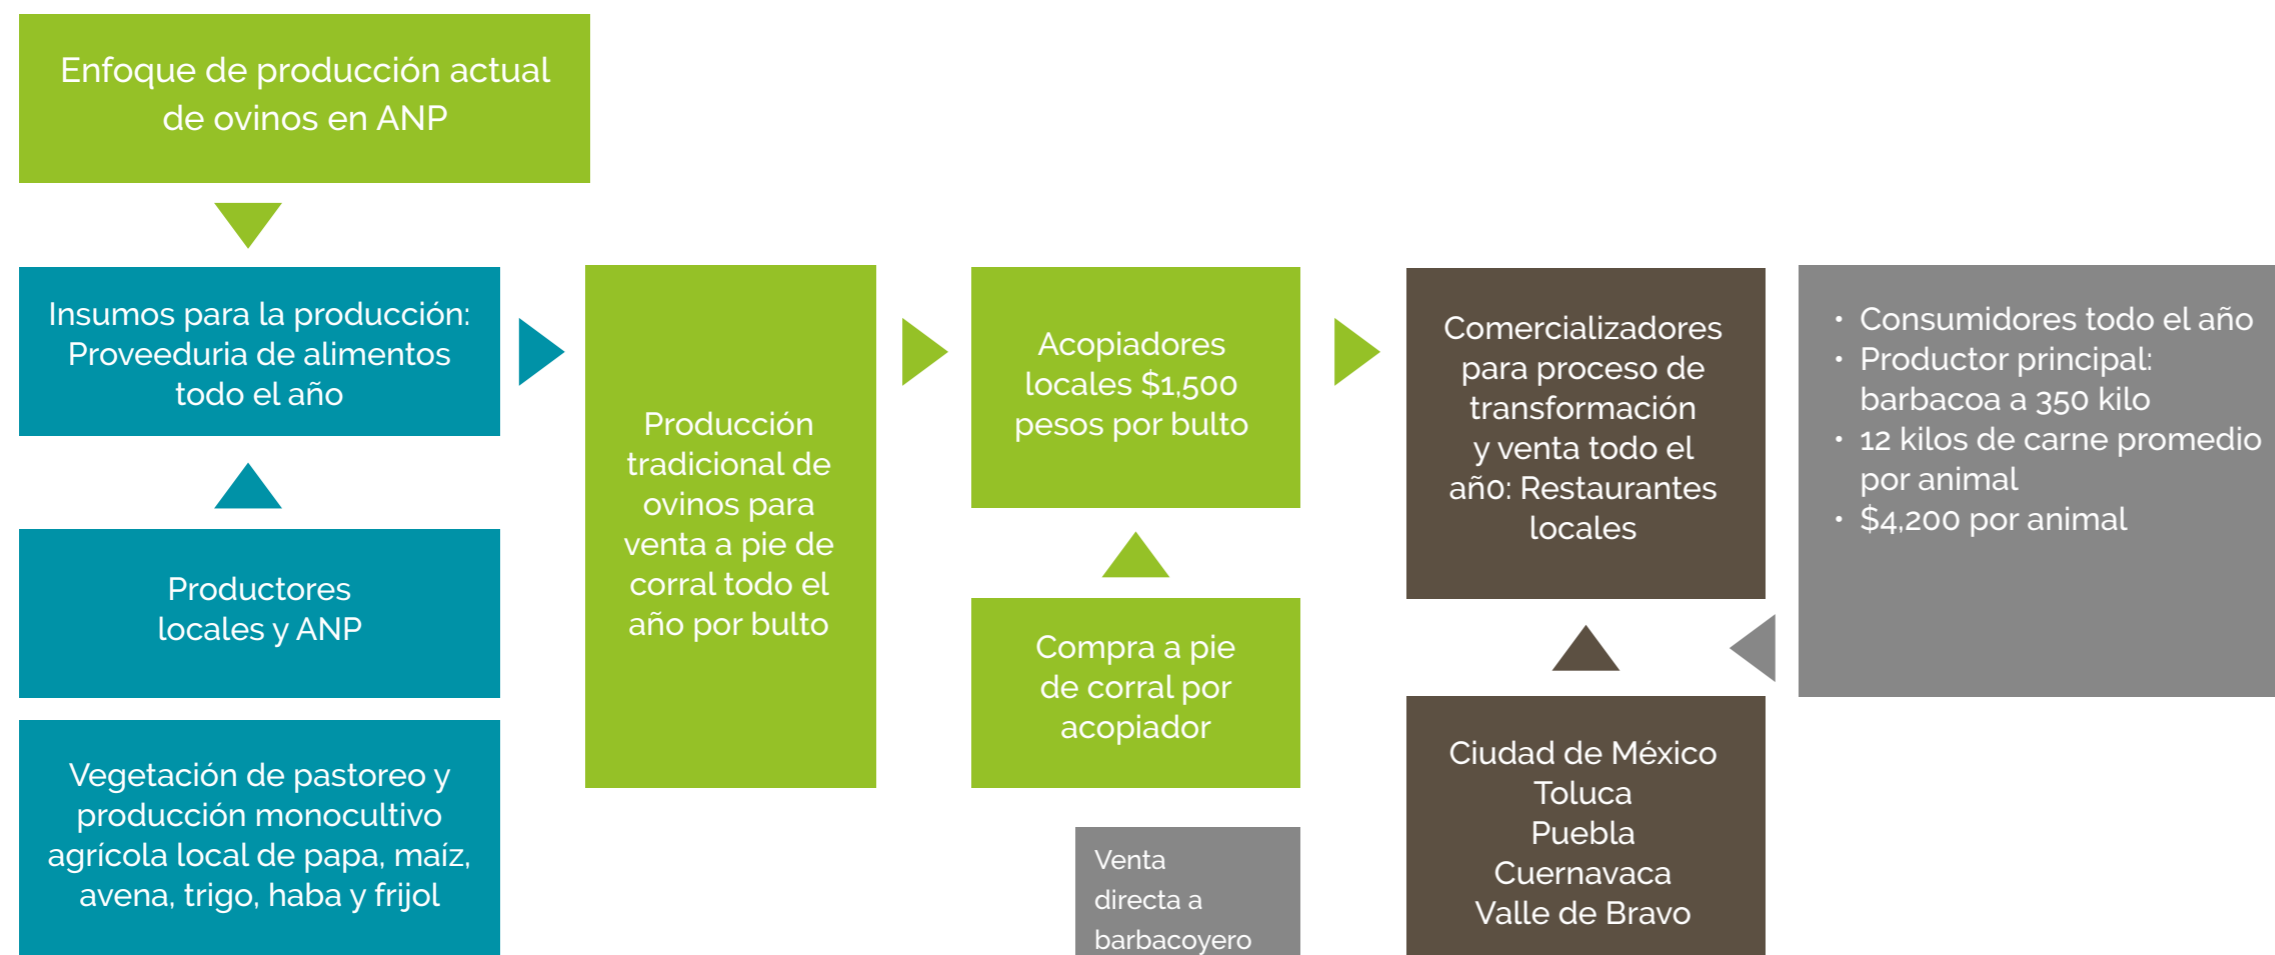 Enfoque de producción actual
de ovinos en ANP
Insumos para la producción:
Proveeduria de alimentos
todo el año
Productores
locales y ANP
Vegetación de pastoreo y
producción monocultivo
agrícola local de papa, maíz,
avena, trigo, haba y frijol
Producción
tradicional de
ovinos para
venta a pie de
corral todo el
año por bulto
Acopiadores
locales $1,500
pesos por bulto
Compra a pie
de corral por
acopiador
Venta
directa a
barbacoyero
Comercializadores
para proceso de
transformación
y venta todo el
añ0: Restaurantes
locales
Ciudad de México
Toluca
Puebla
Cuernavaca
Valle de Bravo
• Consumidores todo el año
• Productor principal:
barbacoa a 350 kilo
• 12 kilos de carne promedio
por animal
• $4,200 por animal